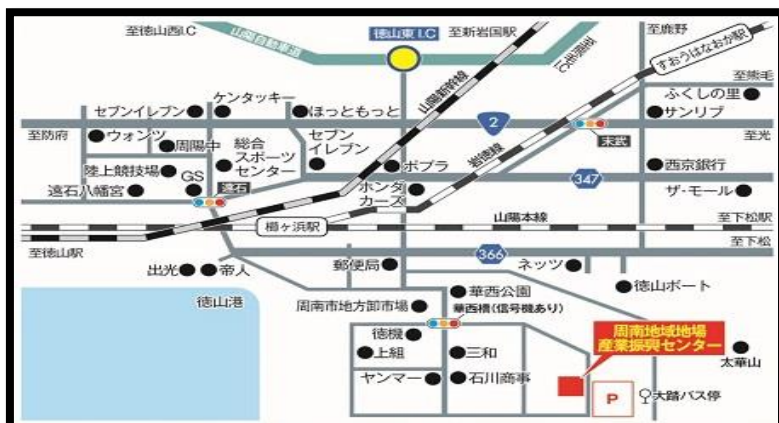 至徳山西I.C
山陽自動車道
徳山東I.C
至新岩国駅
至熊毛I.C
至鹿野
すおうはなおか駅
至熊毛
山陽新幹線
ケンタッキー
セブンイレブン
ほっともっと
ふくしの里
サンリブ
至防府
2
末武
至光
ウォンツ
周陽中
総合
スポーツ
センター
セブン
イレブン
岩徳線
陸上競技場
GS
ポプラ
西京銀行
347
遠石八幡宮
遠石
ホンダ
カーズ
ザ・モール
山陽本線
櫛ヶ浜駅
至下松駅
至徳山駅
至下松
366
出光
帝人
郵便局
ネッツ
徳山港
華西公園
徳山ボート
周南市地方卸市場
華西橋(信号機あり)
徳機
周南地域地場
産業振興センター
上組
三和
太華山
ヤンマー
石川商事
P
大踏バス停